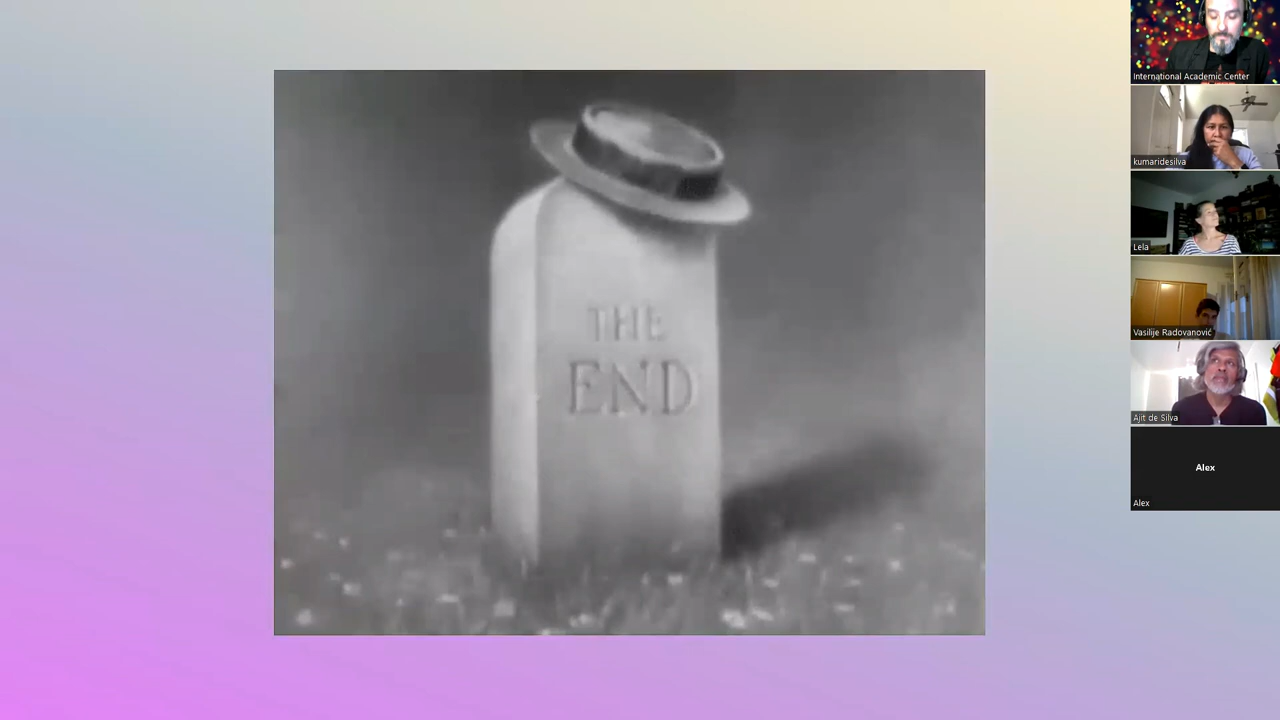 THE
END
International Academic Center
kumaridesilva
Lela
Vasilije Radovanović
Ajit de Silva
Alex
Alex